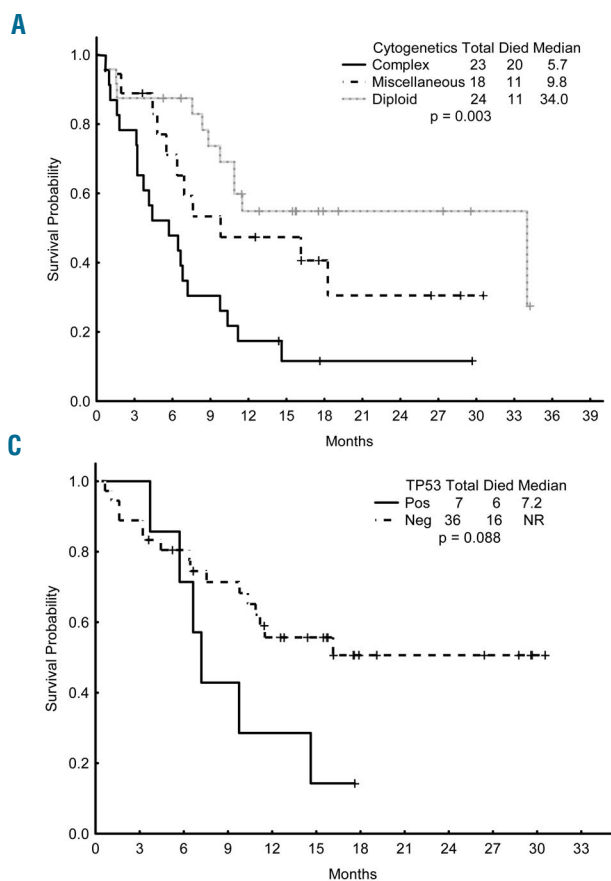 A
1.0
0.8
0.6
0.4
0.2
0.0
Survival Probability
Cytogenetics Total Died Median
Complex 23 20 5.7
Miscellaneous 18 11 9.8
Diploid 24 11 34.0
p = 0.003
0 3 6 9 12 15 18 21 24 27 30 33 36 39
Months
C
1.0
0.8
0.6
0.4
0.2
0.0
Survival Probability
TP53 Total Died Median
Pos 7 6 7.2
Neg 36 16 NR
p = 0.088
0 3 6 9 12 15 18 21 24 27 30 33
Months